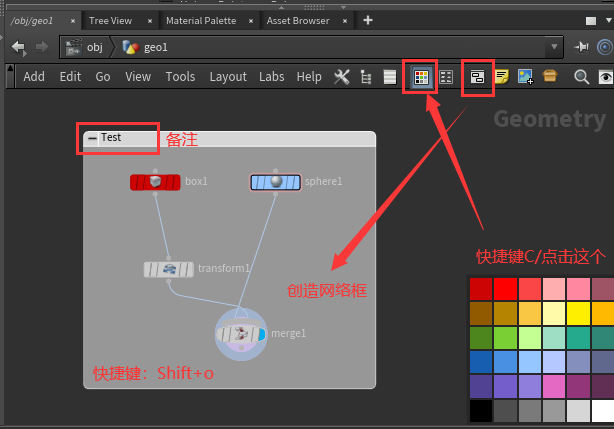 /obj/geo1 × Tree View × Material Palette × Asset Browser ×
obj geo1
Add Edit Go View Tools Layout Labs Help
Geometry
Test 备注
box1 sphere1
快捷键C/点击这个
transform1
创造网络框
merge1
快捷键: Shift+o